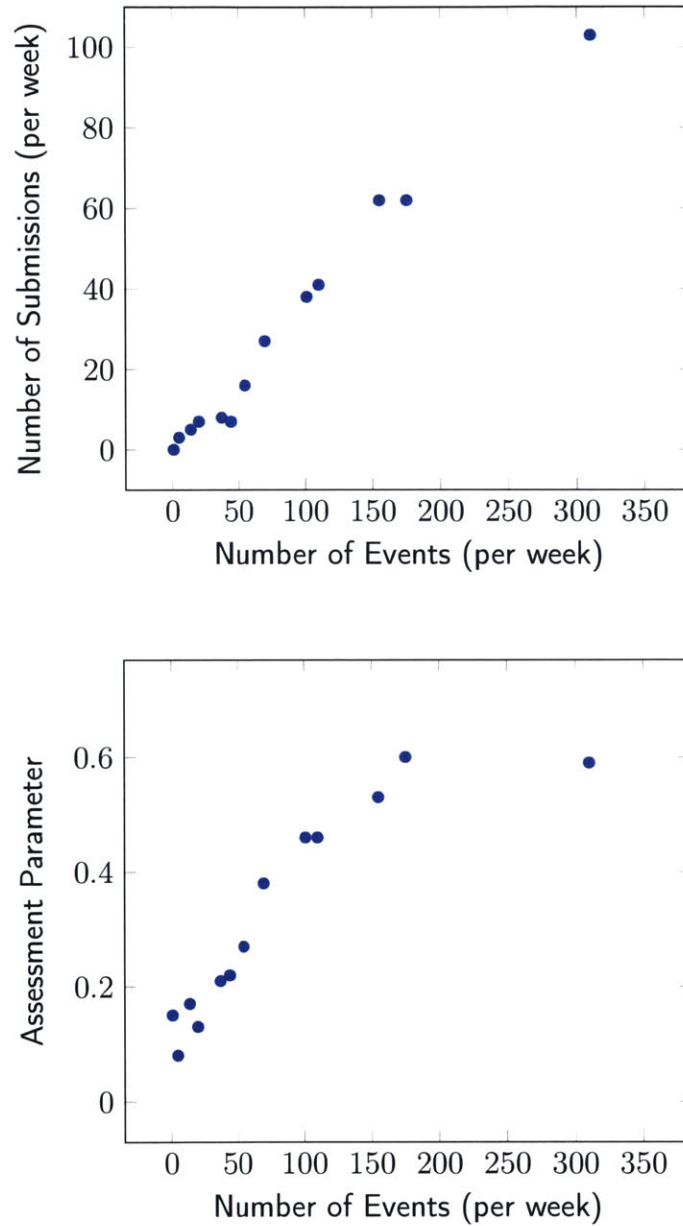 Number of Submissions (per week)
100
80
60
40
20
0
0 50 100 150 200 250 300 350
Number of Events (per week)
Assessment Parameter
0.6
0.4
0.2
0
0 50 100 150 200 250 300 350
Number of Events (per week)